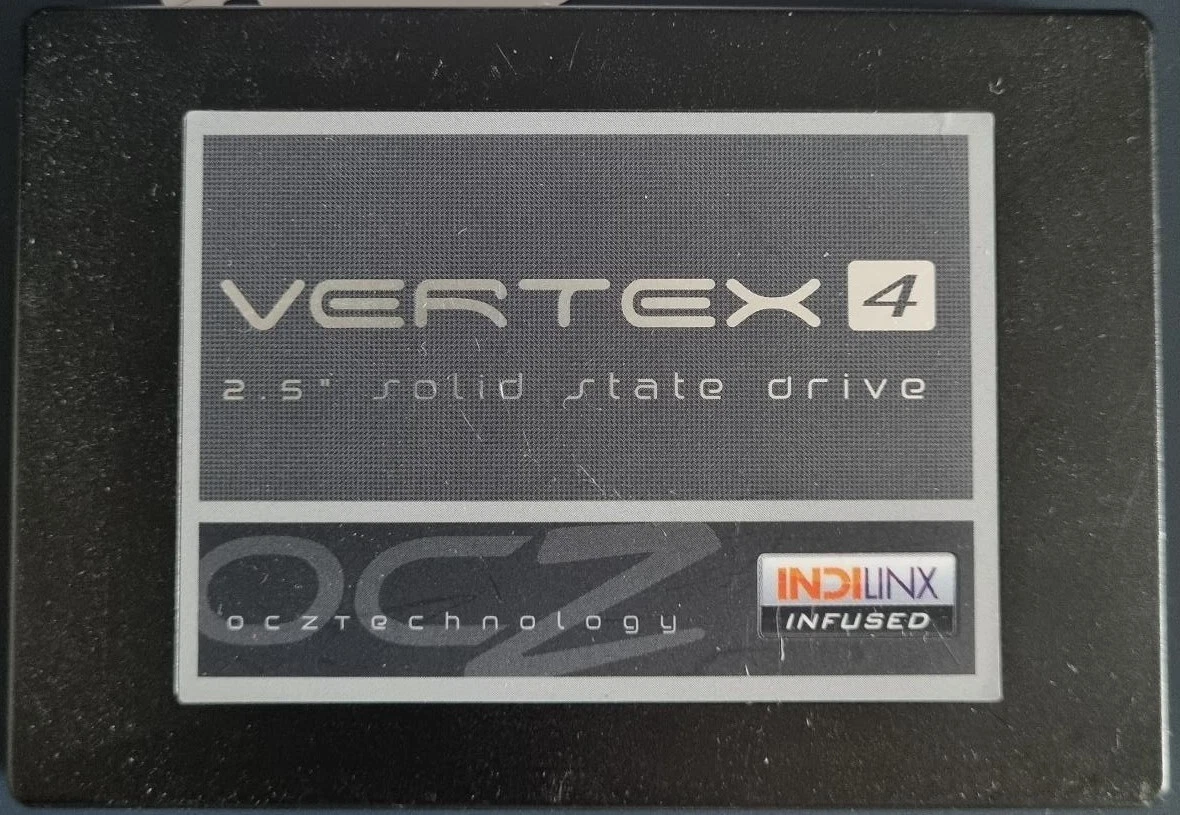 VERTEX 4
2.5" solid state drive
OCZ
OCZTechnology
INDILINX
INFUSED